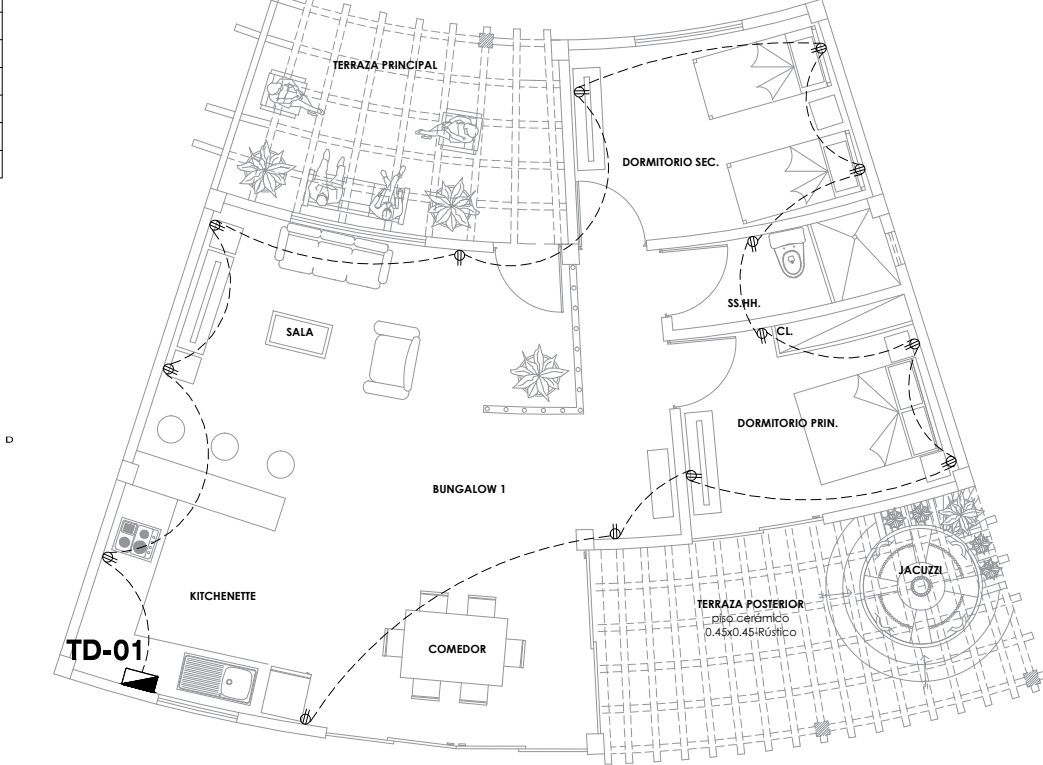 TERRAZA PRINCIPAL
DORMITORIO SEC.
SS.HH.
SALA
CL.
DORMITORIO PRIN.
D
BUNGALOW 1
JACUZZI
KITCHENETTE
TERRAZA POSTERIOR
piso cerámico
0.45x0.45-Rústico
TD-01
COMEDOR